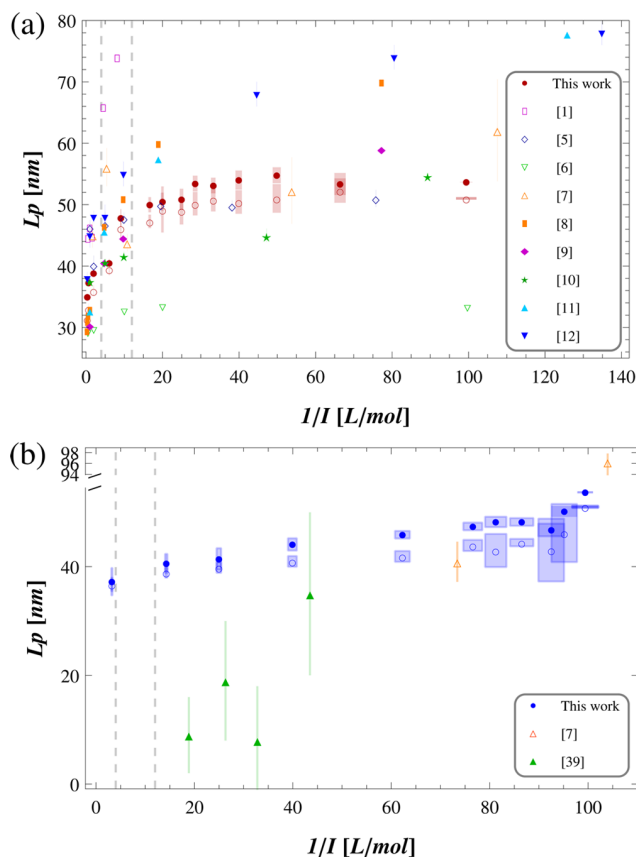 (a)
80
70
60
50
40
30
Lp [nm]
0 20 40 60 80 100 120 140
1/I [L/mol]
This work
[1]
[5]
[6]
[7]
[8]
[9]
[10]
[11]
[12]
(b)
98
96
94
40
20
0
Lp [nm]
0 20 40 60 80 100
1/I [L/mol]
This work
[7]
[39]